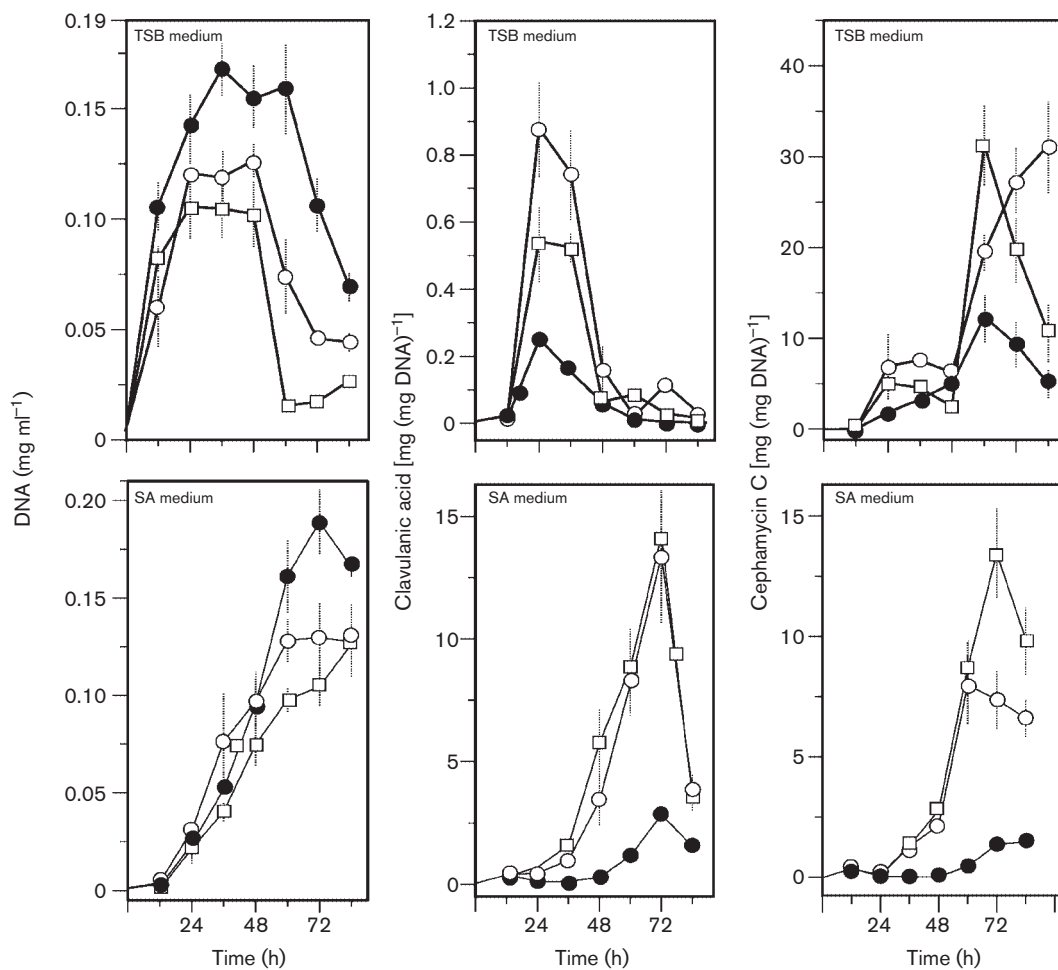 DNA (mg ml⁻¹)
0.19
0.15
0.10
0.05
0
TSB medium
Clavulanic acid [mg (mg DNA)⁻¹]
1.2
1.0
0.8
0.6
0.4
0.2
0
TSB medium
Cephamycin C [mg (mg DNA)⁻¹]
40
30
20
10
0
TSB medium
0.20
0.15
0.10
0.05
0
SA medium
24 48 72
Time (h)
15
10
5
0
SA medium
24 48 72
Time (h)
15
10
5
0
SA medium
24 48 72
Time (h)